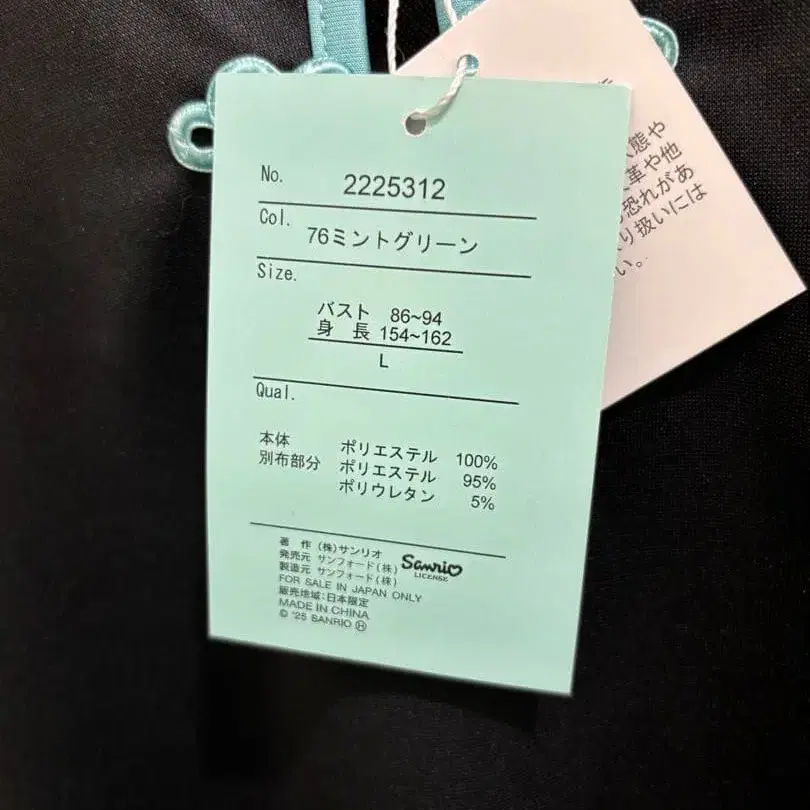 No. 2225312
Col. 76ミントグリーン
Size.
バスト 86~94
身 長 154~162
L
Qual.
本体 ポリエステル 100%
別布部分 ポリエステル 95%
ポリウレタン 5%
著 作 (株)サンリオ
発売元 サンフォード(株)
製造元 サンフォード(株)
Sanrio
LICENSE
FOR SALE IN JAPAN ONLY
販売地域:日本限定
MADE IN CHINA
© '25 SANRIO Ⓗ
態や
革や他
恐れがあ
り扱いには
い。